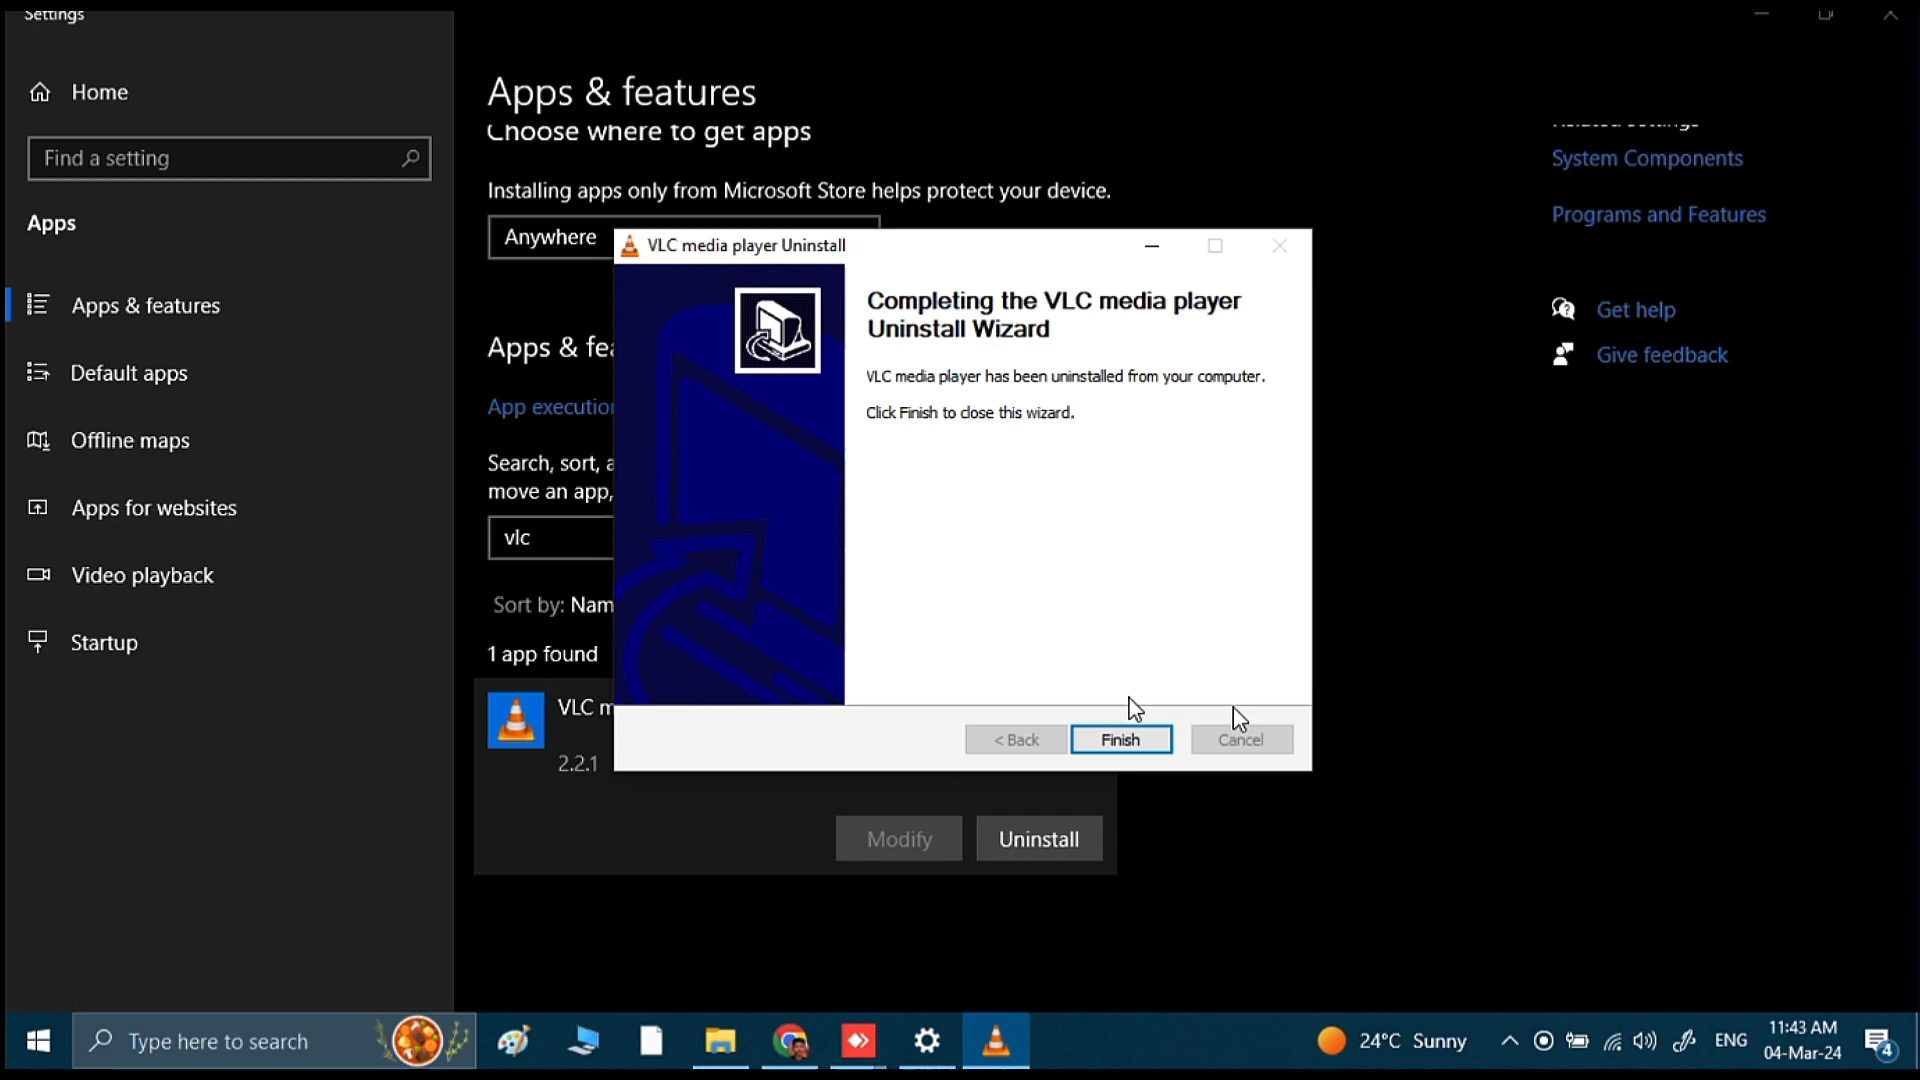 Settings
Home
Find a setting
Apps
Apps & features
Default apps
Offline maps
Apps for websites
Video playback
Startup
Apps & features
Choose where to get apps
Installing apps only from Microsoft Store helps protect your device.
Anywhere
Apps & fea
App execution
Search, sort, a
move an app,
vlc
Sort by: Nam
1 app found
VLC m
2.2.1
Modify
Uninstall
VLC media player Uninstall
Completing the VLC media player
Uninstall Wizard
VLC media player has been uninstalled from your computer.
Click Finish to close this wizard.
< Back
Finish
Cancel
Related settings
System Components
Programs and Features
Get help
Give feedback
Type here to search
24°C Sunny
ENG
11:43 AM
04-Mar-24
4